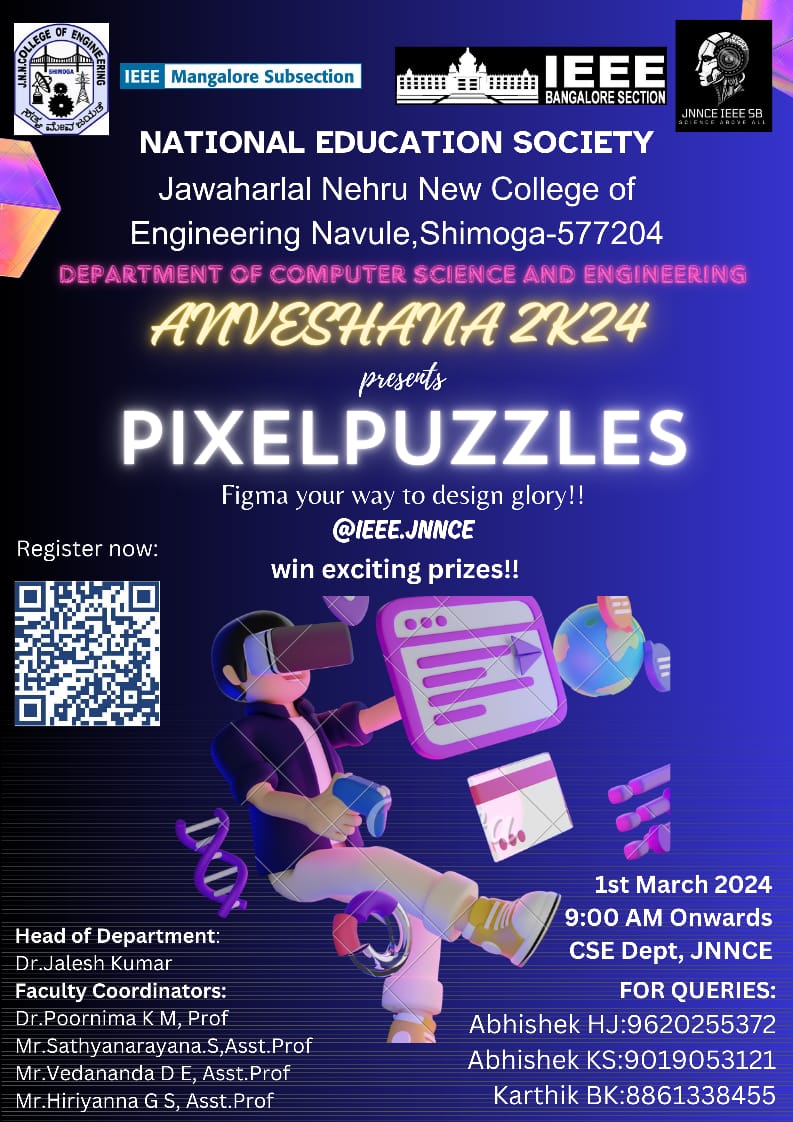 J.N.N.COLLEGE OF ENGINEERING
SHIMOGA
IEEE Mangalore Subsection
IEEE
BANGALORE SECTION
JNNCE IEEE SB
SCIENCE ABOVE ALL
NATIONAL EDUCATION SOCIETY
Jawaharlal Nehru New College of
Engineering Navule,Shimoga-577204
DEPARTMENT OF COMPUTER SCIENCE AND ENGINEERING
ANVESHANA 2K24
presents
PIXELPUZZLES
Figma your way to design glory!!
@IEEE.JNNCE
win exciting prizes!!
Register now:
1st March 2024
9:00 AM Onwards
CSE Dept, JNNCE
Head of Department:
Dr.Jalesh Kumar
Faculty Coordinators:
Dr.Poornima K M, Prof
Mr.Sathyanarayana.S,Asst.Prof
Mr.Vedananda D E, Asst.Prof
Mr.Hiriyanna G S, Asst.Prof
FOR QUERIES:
Abhishek HJ:9620255372
Abhishek KS:9019053121
Karthik BK:8861338455